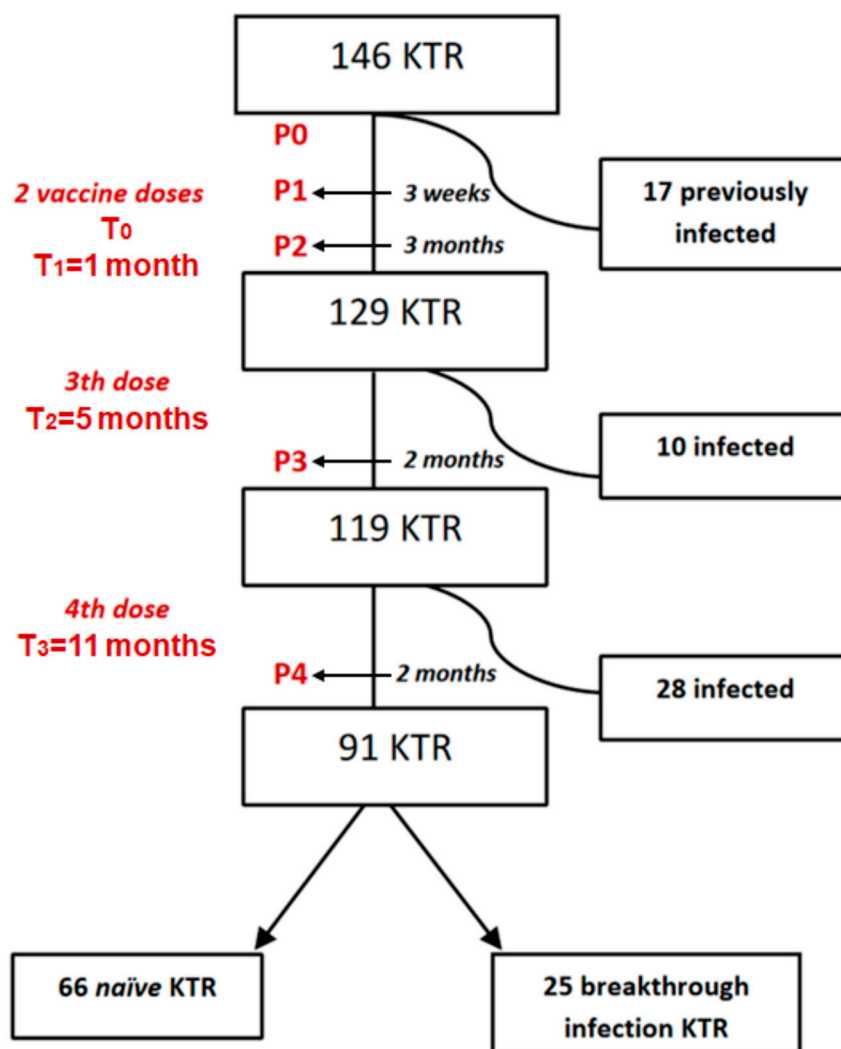 146 KTR
P0
2 vaccine doses
T0
T1=1 month
P1
3 weeks
P2
3 months
17 previously
infected
129 KTR
3th dose
T2=5 months
P3
2 months
10 infected
119 KTR
4th dose
T3=11 months
P4
2 months
28 infected
91 KTR
66 naïve KTR
25 breakthrough
infection KTR